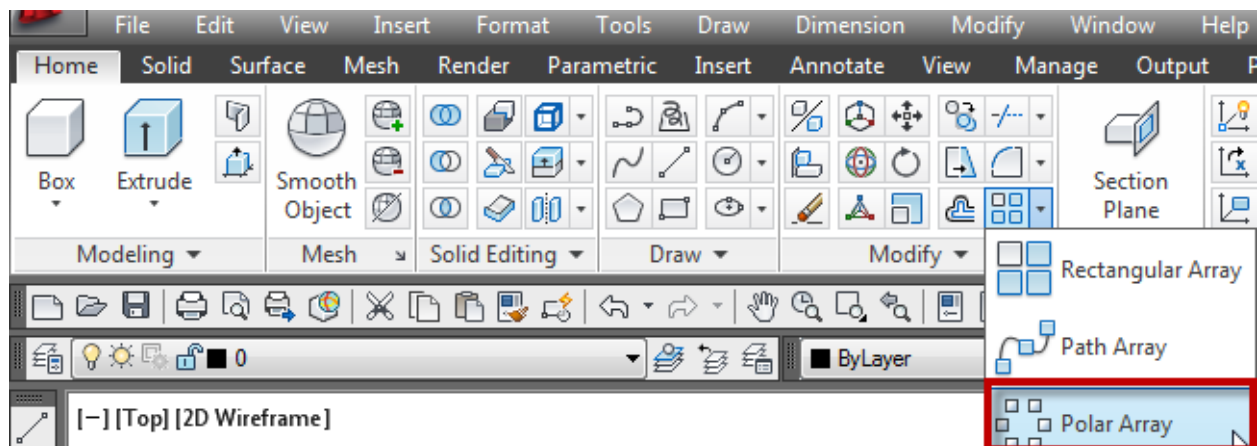 File Edit View Insert Format Tools Draw Dimension Modify Window Help
Home Solid Surface Mesh Render Parametric Insert Annotate View Manage Output
Box Extrude Smooth Object Section Plane
Modeling Mesh Solid Editing Draw Modify
Rectangular Array
Path Array
Polar Array
0 ByLayer
[−] [Top] [2D Wireframe]